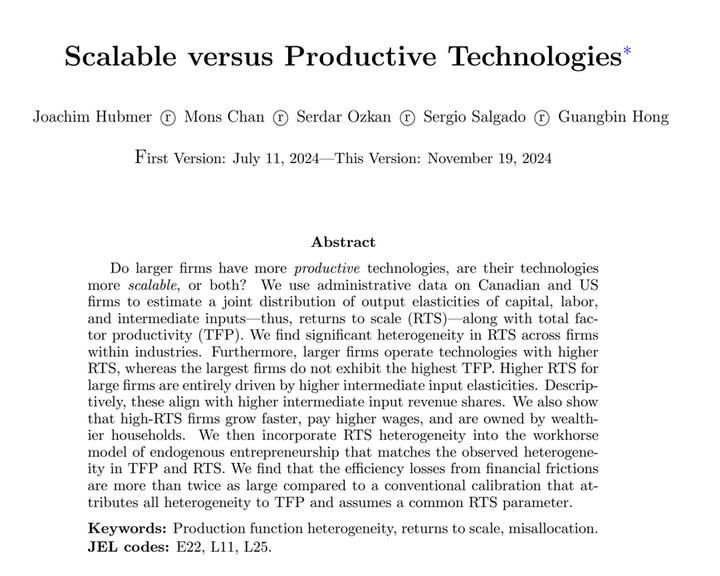 Scalable versus Productive Technologies*
Joachim Hubmer ⓡ Mons Chan ⓡ Serdar Ozkan ⓡ Sergio Salgado ⓡ Guangbin Hong
First Version: July 11, 2024—This Version: November 19, 2024
Abstract
Do larger firms have more productive technologies, are their technologies
more scalable, or both? We use administrative data on Canadian and US
firms to estimate a joint distribution of output elasticities of capital, labor,
and intermediate inputs—thus, returns to scale (RTS)—along with total fac-
tor productivity (TFP). We find significant heterogeneity in RTS across firms
within industries. Furthermore, larger firms operate technologies with higher
RTS, whereas the largest firms do not exhibit the highest TFP. Higher RTS for
large firms are entirely driven by higher intermediate input elasticities. Descrip-
tively, these align with higher intermediate input revenue shares. We also show
that high-RTS firms grow faster, pay higher wages, and are owned by wealth-
ier households. We then incorporate RTS heterogeneity into the workhorse
model of endogenous entrepreneurship that matches the observed heterogene-
ity in TFP and RTS. We find that the efficiency losses from financial frictions
are more than twice as large compared to a conventional calibration that at-
tributes all heterogeneity to TFP and assumes a common RTS parameter.
Keywords: Production function heterogeneity, returns to scale, misallocation.
JEL codes: E22, L11, L25.